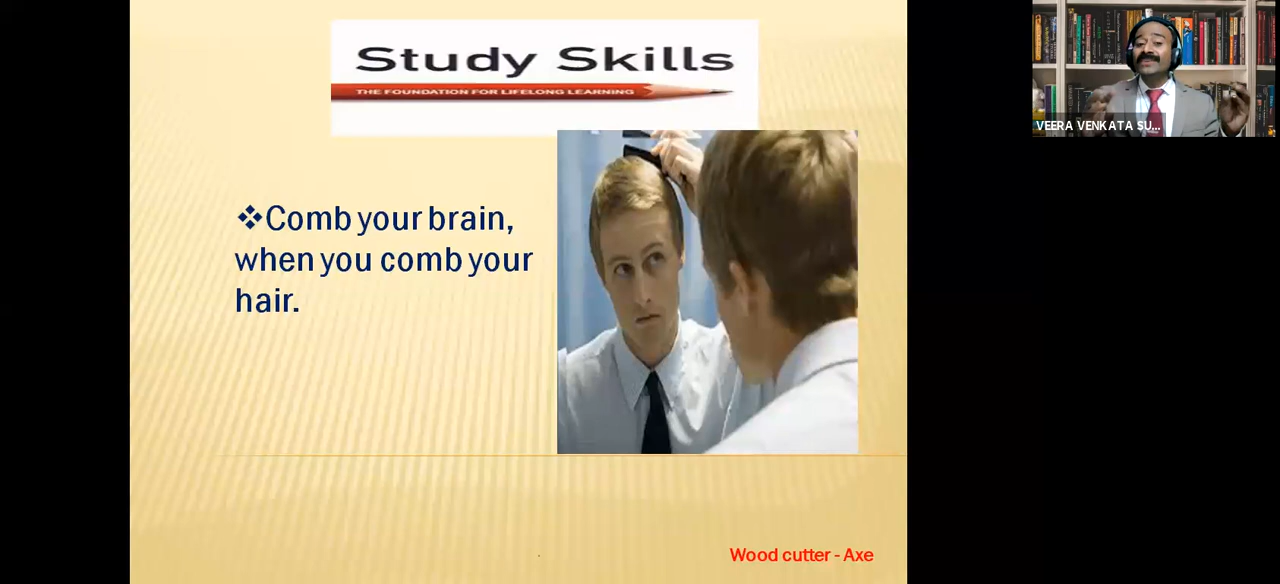 Study Skills
THE FOUNDATION FOR LIFELONG LEARNING
VEERA VENKATA SU...
❖Comb your brain,
when you comb your
hair.
Wood cutter - Axe